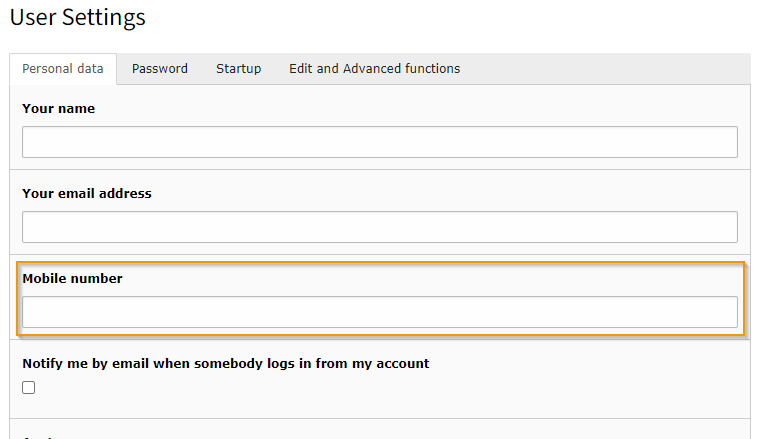 User Settings
Personal data Password Startup Edit and Advanced functions
Your name
Your email address
Mobile number
Notify me by email when somebody logs in from my account